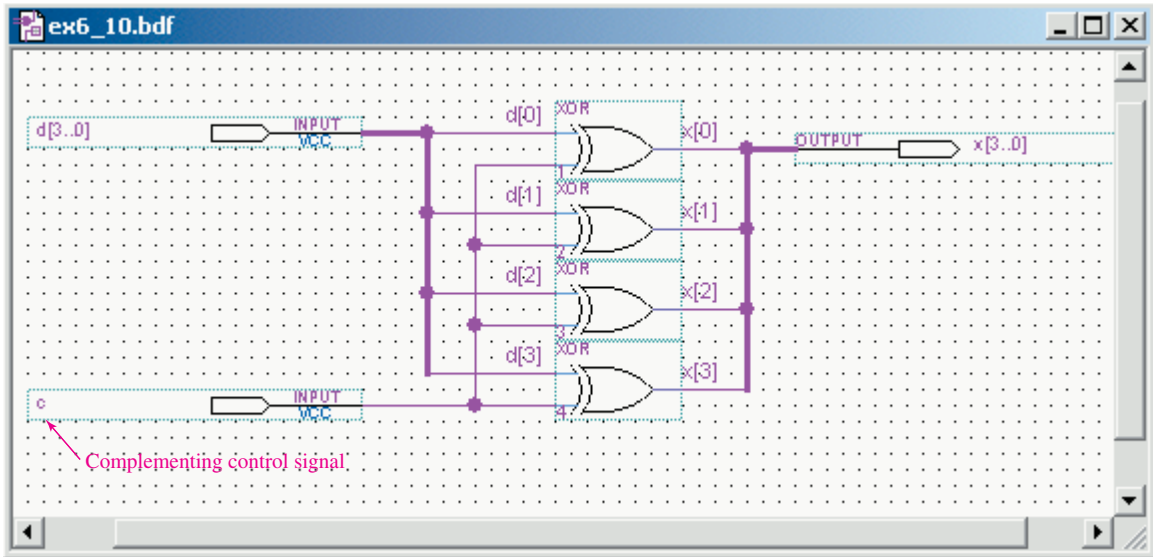 ex6_10.bdf
d[3..0]
INPUT
VCC
d[0]
XOR
x[0]
1
OUTPUT
x[3..0]
d[1]
XOR
x[1]
2
d[2]
XOR
x[2]
3
d[3]
XOR
x[3]
4
c
INPUT
VCC
Complementing control signal